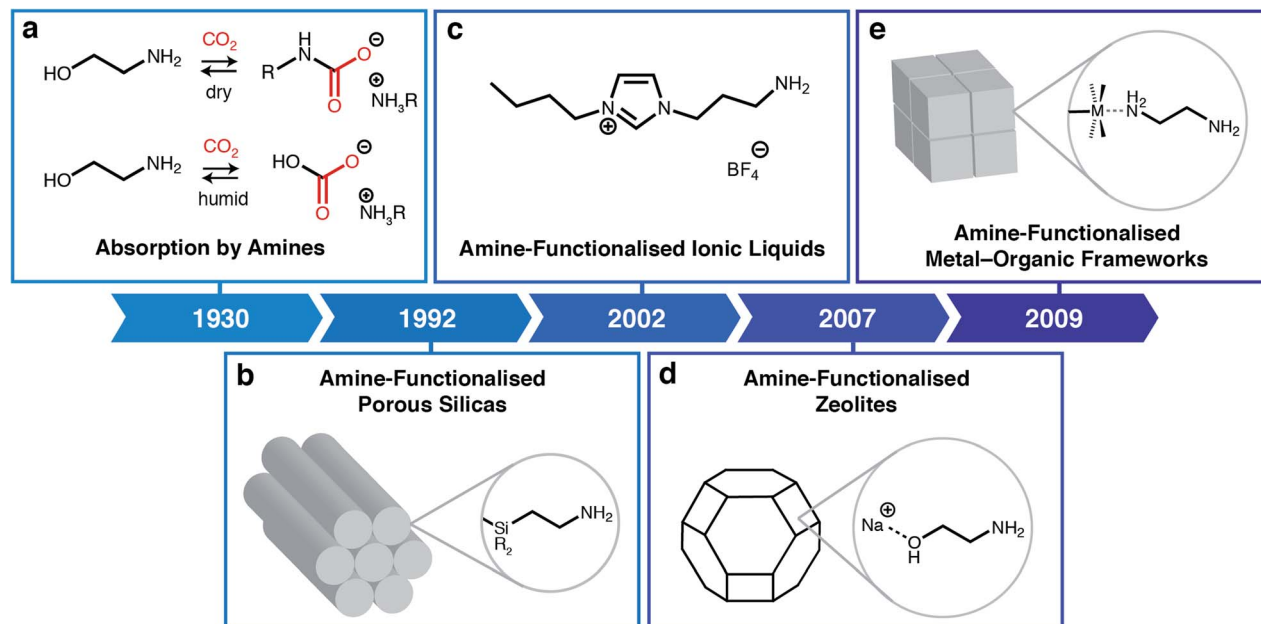 a
HO
NH2
CO2
dry
H
N
R
O
⊖
O
⊕
NH3R
HO
NH2
CO2
humid
HO
O
⊖
O
⊕
NH3R
Absorption by Amines
c
N
⊕
N
NH2
⊖
BF4
Amine-Functionalised Ionic Liquids
e
M
H2
N
NH2
Amine-Functionalised
Metal–Organic Frameworks
1930
1992
2002
2007
2009
b
Amine-Functionalised
Porous Silicas
Si
R2
NH2
d
Amine-Functionalised
Zeolites
⊕
Na
O
H
NH2